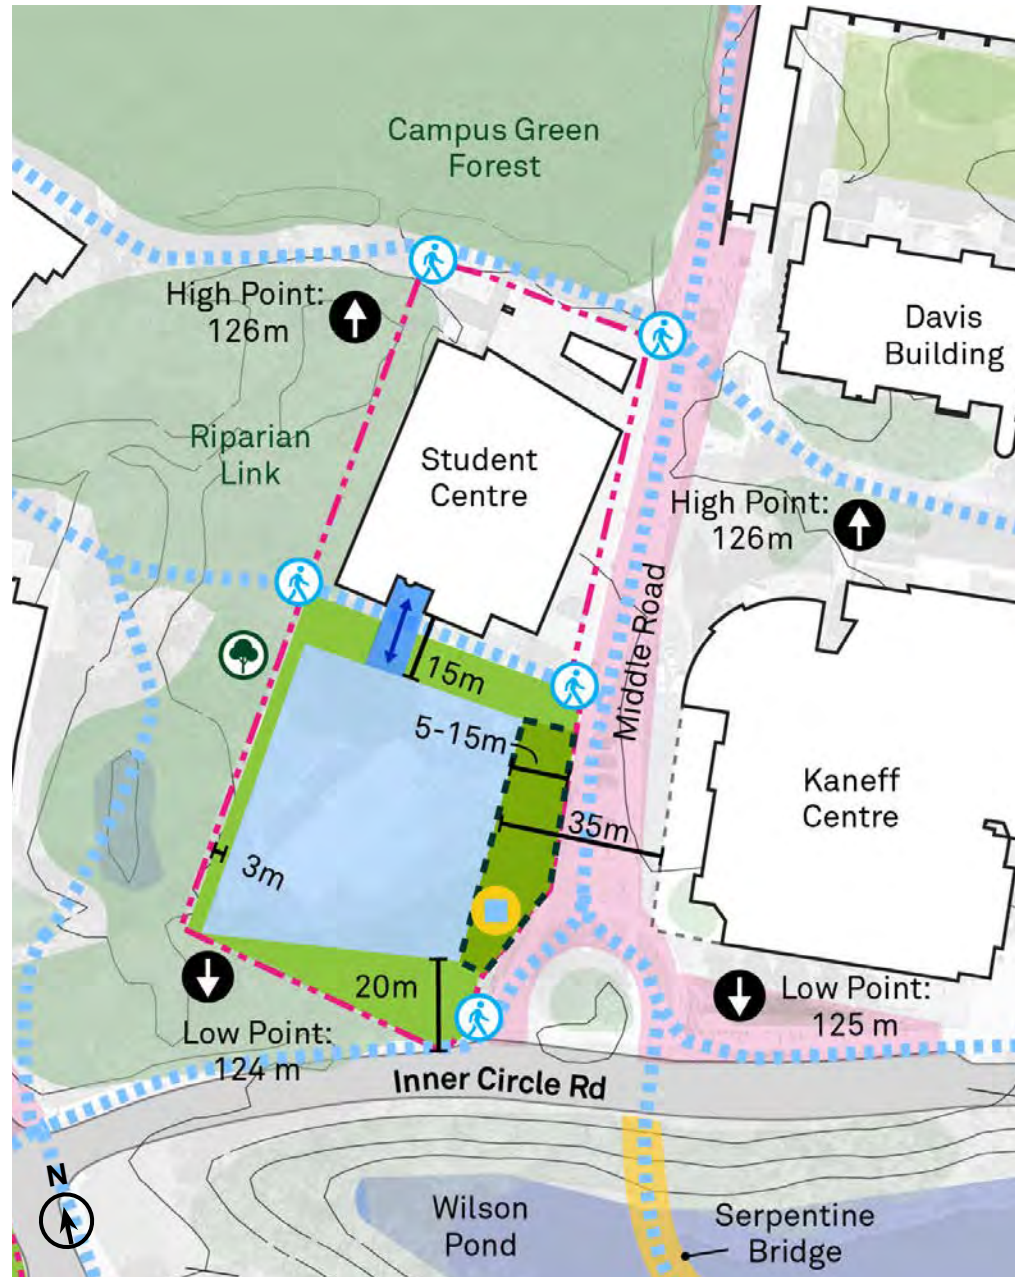 Campus Green
Forest
High Point:
126m
Davis
Building
Riparian
Link
Student
Centre
High Point:
126m
Middle Road
15m
5-15m
Kaneff
Centre
35m
3m
20m
Low Point:
125 m
Low Point:
124 m
Inner Circle Rd
N
Wilson
Pond
Serpentine
Bridge